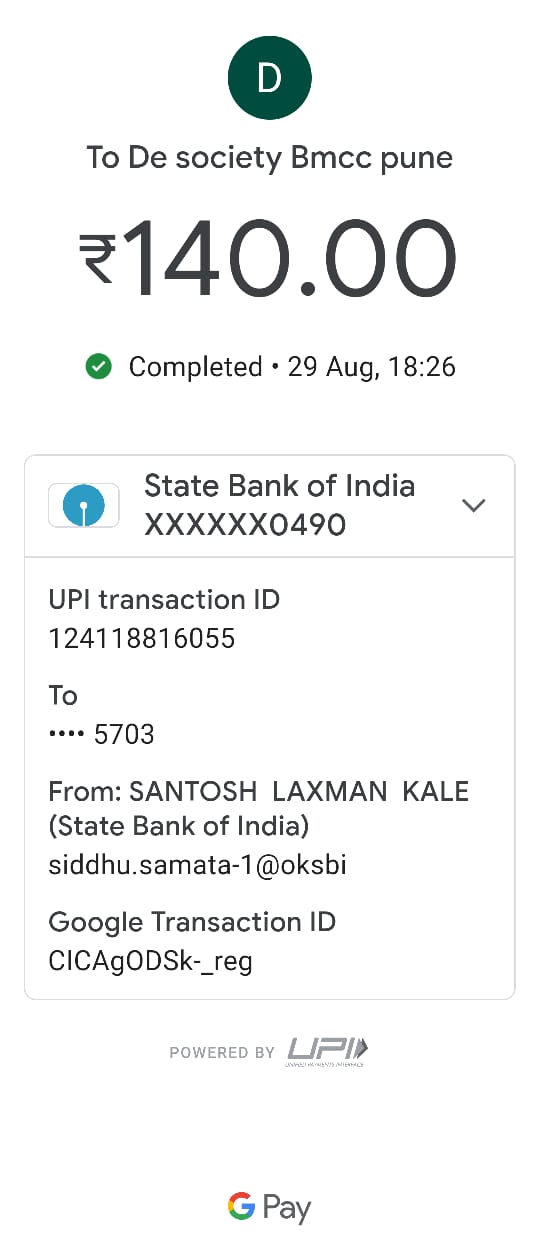 D
To De society Bmcc pune
₹140.00
Completed • 29 Aug, 18:26
State Bank of India
XXXXXX0490
UPI transaction ID
124118816055
To
•••• 5703
From: SANTOSH LAXMAN KALE
(State Bank of India)
siddhu.samata-1@oksbi
Google Transaction ID
CICAgODSk-_reg
POWERED BY UPI
UNIFIED PAYMENTS INTERFACE
G Pay